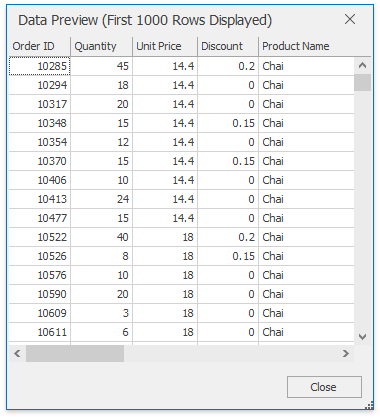 Data Preview (First 1000 Rows Displayed)
Order ID Quantity Unit Price Discount Product Name
10285 45 14.4 0.2 Chai
10294 18 14.4 0 Chai
10317 20 14.4 0 Chai
10348 15 14.4 0.15 Chai
10354 12 14.4 0 Chai
10370 15 14.4 0.15 Chai
10406 10 14.4 0 Chai
10413 24 14.4 0 Chai
10477 15 14.4 0 Chai
10522 40 18 0.2 Chai
10526 8 18 0.15 Chai
10576 10 18 0 Chai
10590 20 18 0 Chai
10609 3 18 0 Chai
10611 6 18 0 Chai
Close